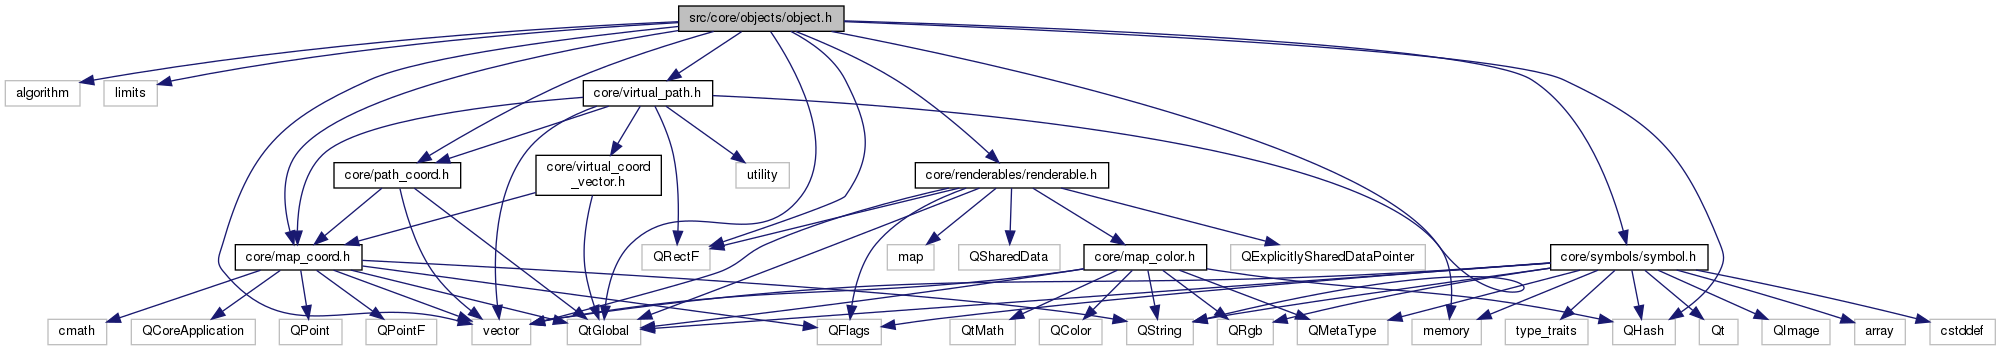 src/core/objects/object.h
algorithm
limits
core/virtual_path.h
core/path_coord.h
core/virtual_coord
_vector.h
utility
core/renderables/renderable.h
core/map_coord.h
QRectF
map
QSharedData
core/map_color.h
QExplicitlySharedDataPointer
core/symbols/symbol.h
cmath
QCoreApplication
QPoint
QPointF
vector
QtGlobal
QFlags
QtMath
QColor
QString
QRgb
QMetaType
memory
type_traits
QHash
Qt
QImage
array
cstddef